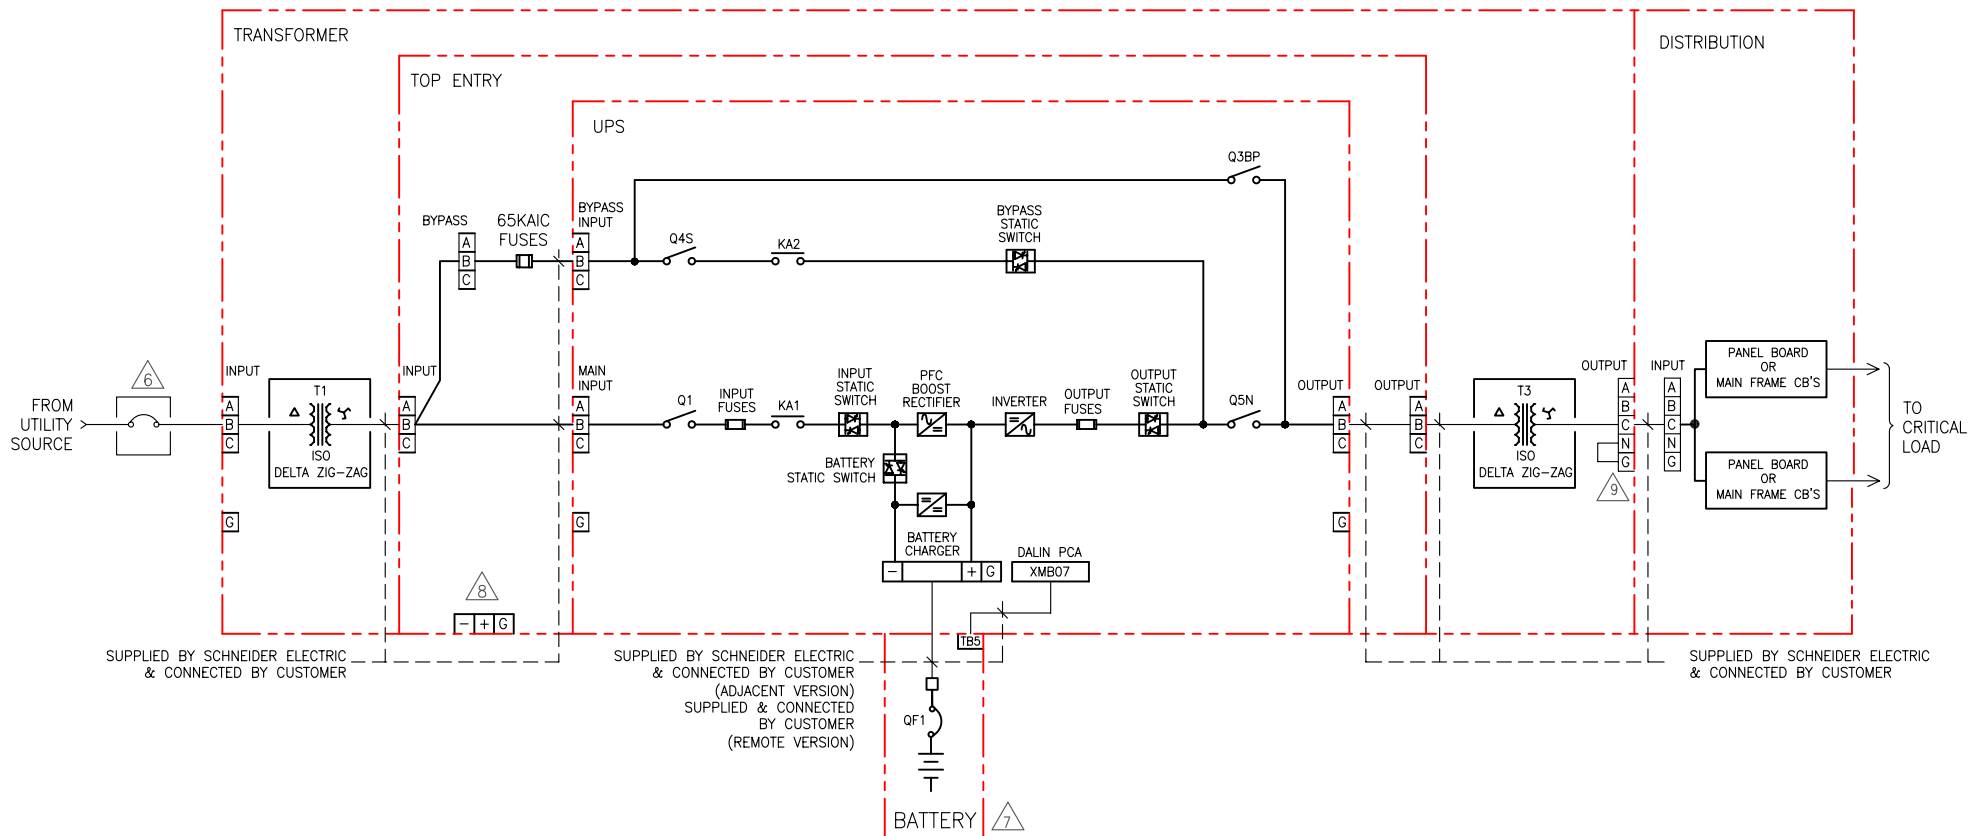 TRANSFORMER
DISTRIBUTION
TOP ENTRY
UPS
Q3BP
BYPASS
65KAIC
FUSES
BYPASS
INPUT
A
B
C
A
B
C
Q4S
KA2
BYPASS
STATIC
SWITCH
6
FROM
UTILITY
SOURCE
INPUT
A
B
C
G
T1
ISO
DELTA ZIG-ZAG
INPUT
A
B
C
MAIN
INPUT
A
B
C
G
Q1
INPUT
FUSES
KA1
INPUT
STATIC
SWITCH
PFC
BOOST
RECTIFIER
INVERTER
OUTPUT
FUSES
OUTPUT
STATIC
SWITCH
Q5N
OUTPUT
A
B
C
G
OUTPUT
A
B
C
T3
ISO
DELTA ZIG-ZAG
OUTPUT
A
B
C
N
G
9
INPUT
A
B
C
N
G
PANEL BOARD
OR
MAIN FRAME CB'S
PANEL BOARD
OR
MAIN FRAME CB'S
TO
CRITICAL
LOAD
BATTERY
STATIC SWITCH
BATTERY
CHARGER
- + G
DALIN PCA
XMB07
8
- + G
TB5
SUPPLIED BY SCHNEIDER ELECTRIC
& CONNECTED BY CUSTOMER
SUPPLIED BY SCHNEIDER ELECTRIC
& CONNECTED BY CUSTOMER
(ADJACENT VERSION)
SUPPLIED & CONNECTED
BY CUSTOMER
(REMOTE VERSION)
SUPPLIED BY SCHNEIDER ELECTRIC
& CONNECTED BY CUSTOMER
QF1
BATTERY
7